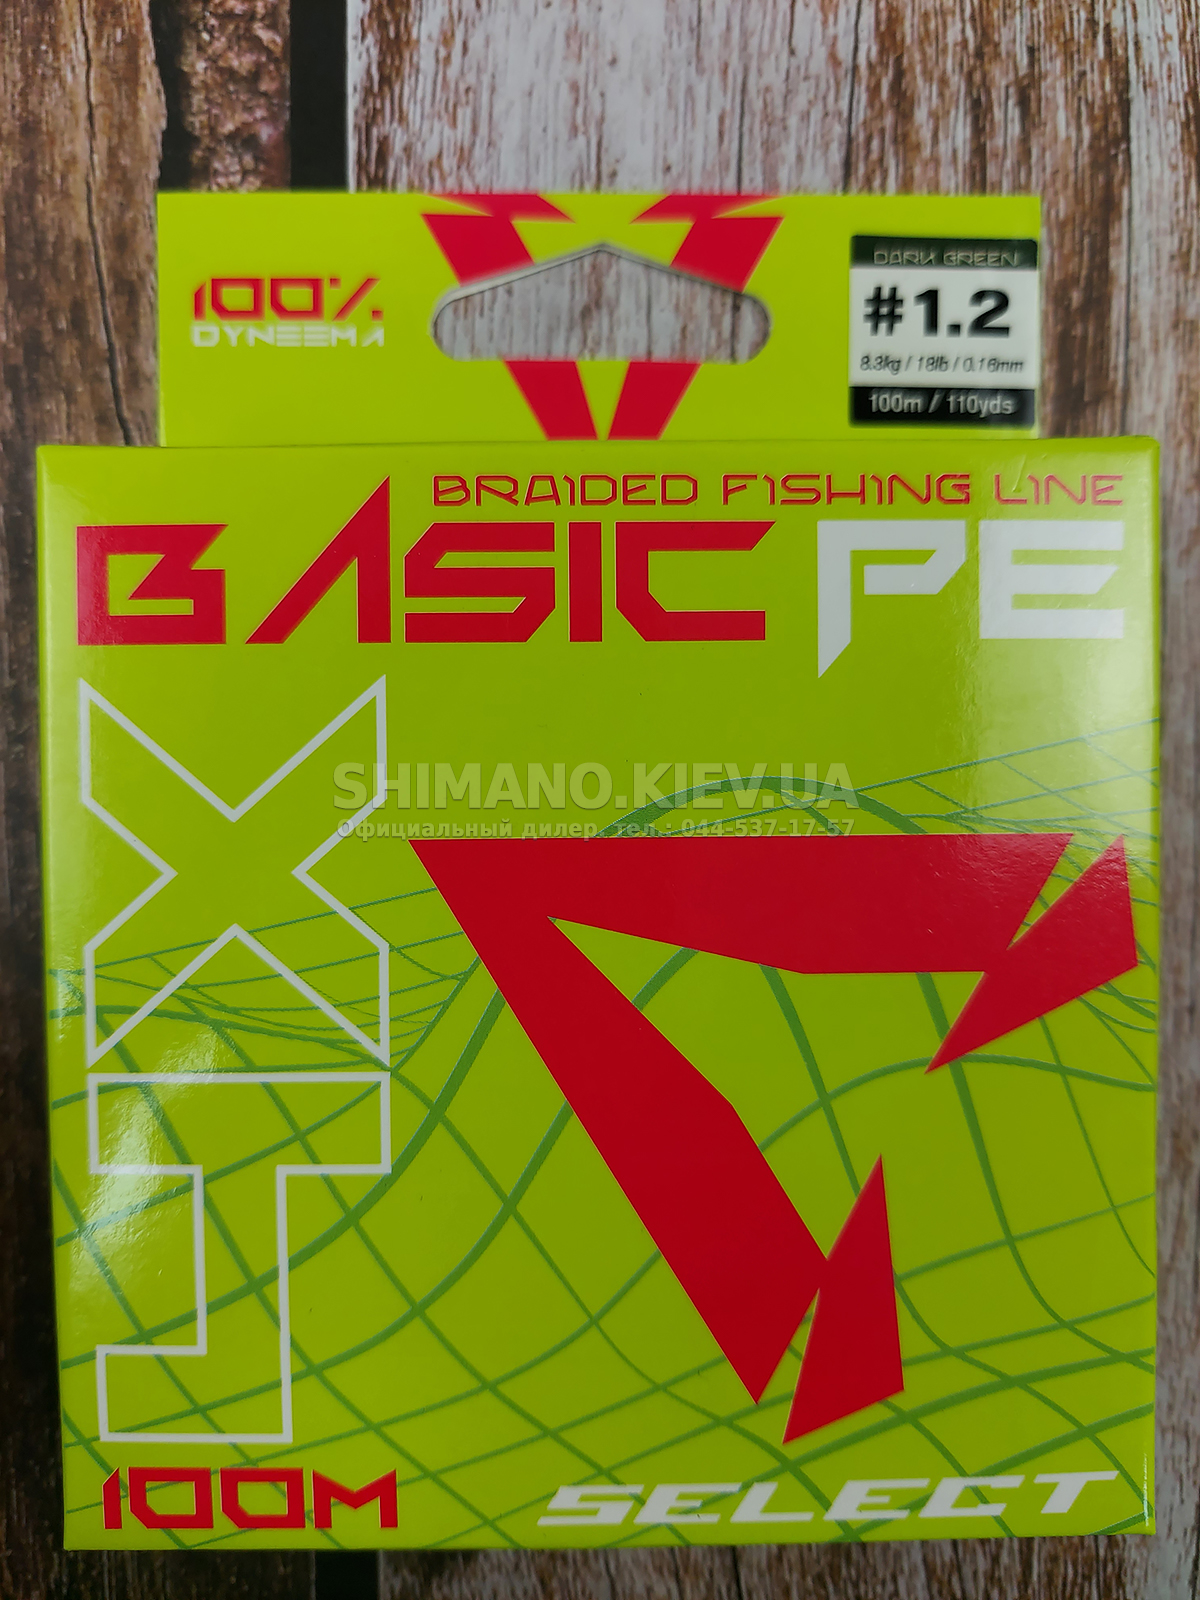 100%
DYNEEMA
DARK GREEN
#1.2
8.3kg / 18lb / 0.16mm
100m / 110yds
BRAIDED FISHING LINE
BASIC PE
SHIMANO.KIEV.UA
Официальный дилер, тел.: 044-537-17-57
JX
100M
SELECT